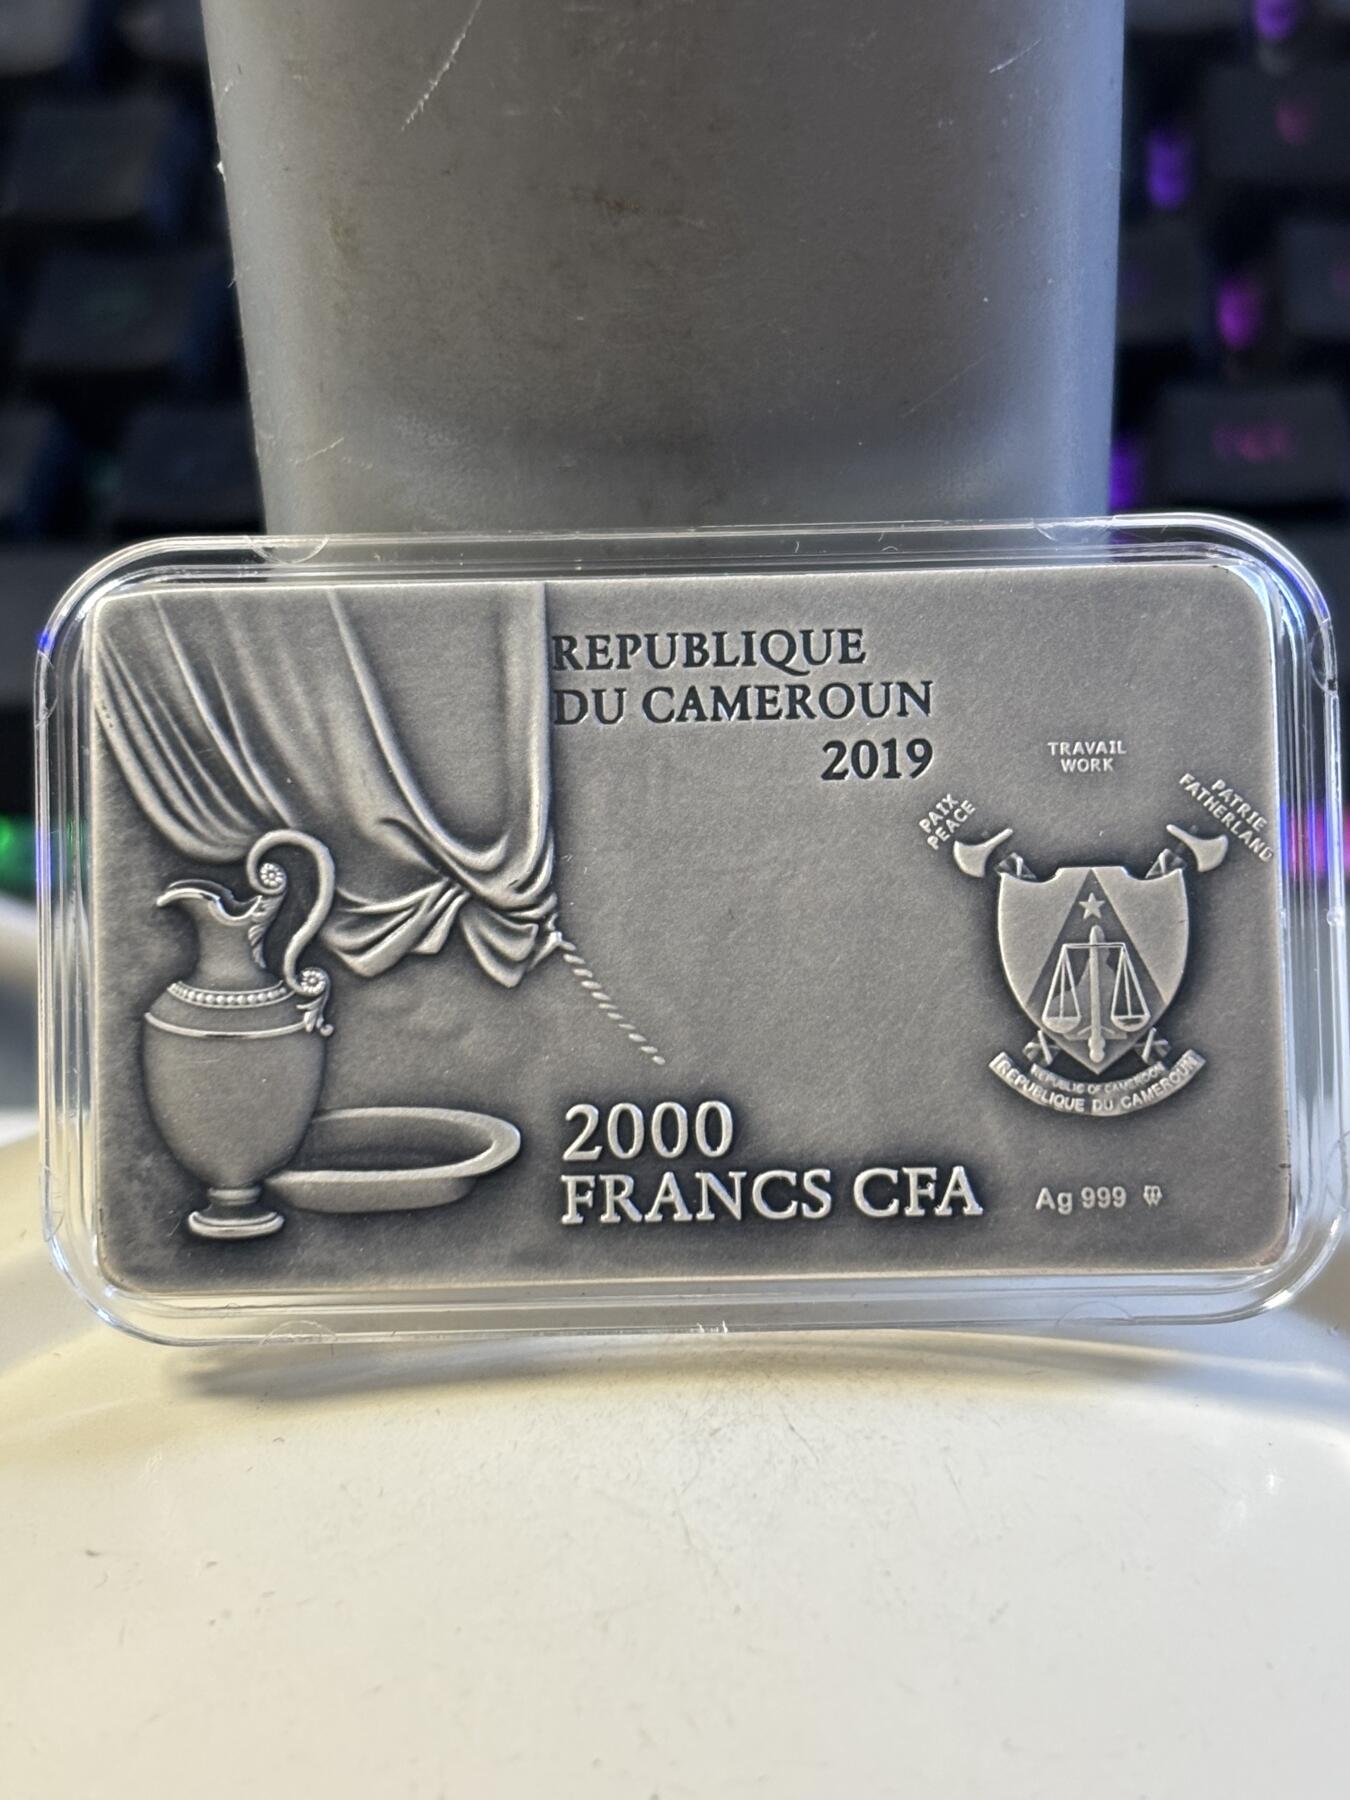 REPUBLIQUE
DU CAMEROUN
2019
TRAVAIL
WORK
PAIX
PEACE
PATRIE
FATHERLAND
REPUBLIC OF CAMEROON
REPUBLIQUE DU CAMEROUN
2000
FRANCS CFA
Ag 999